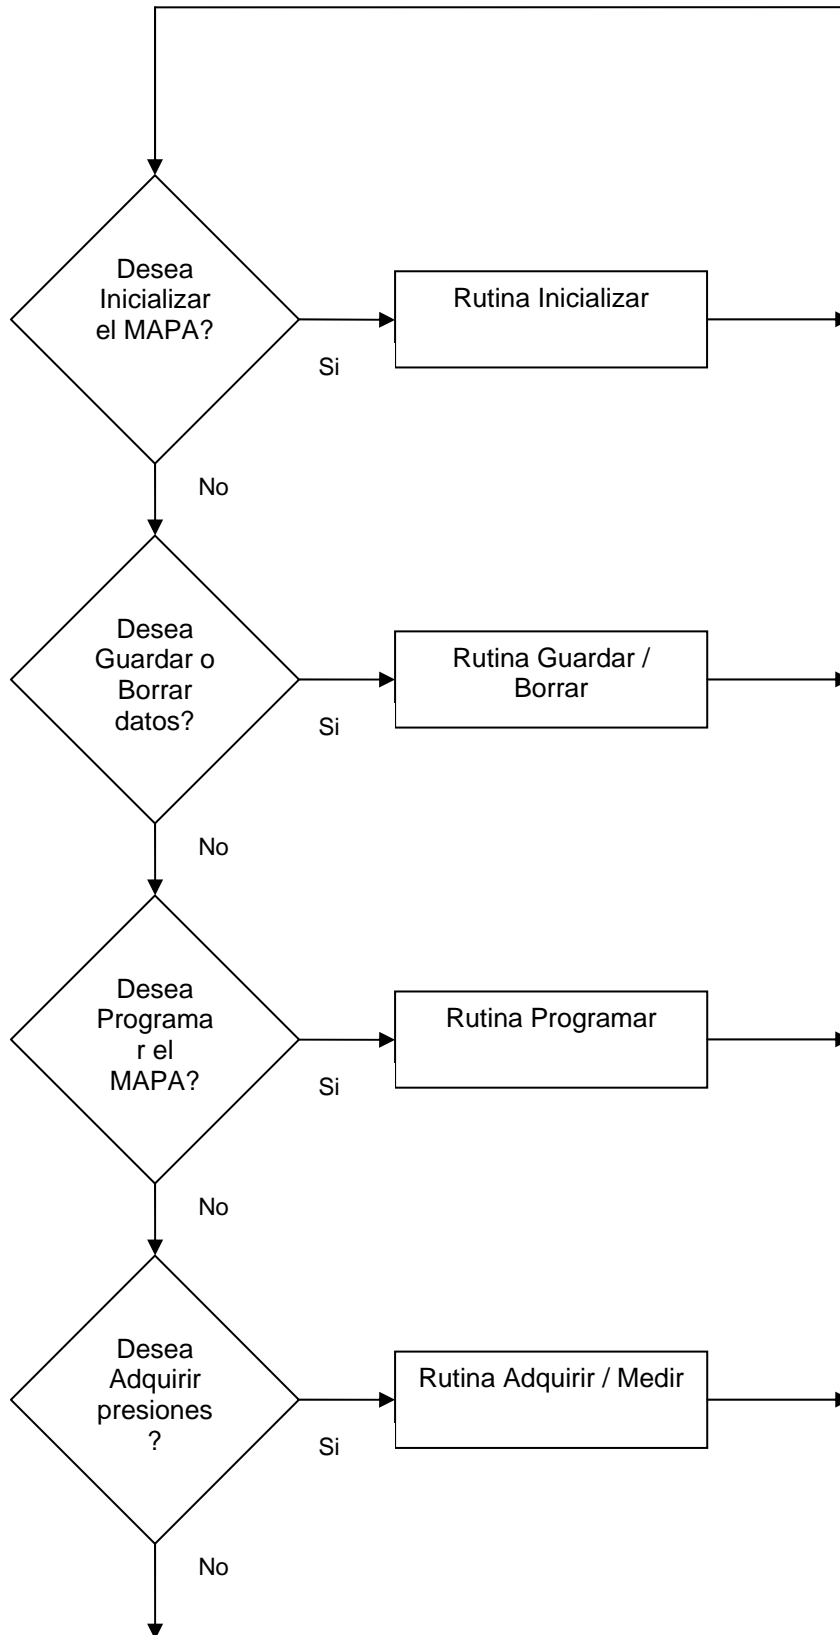 Desea
Inicializar
el MAPA?
Rutina Inicializar
Si
No
Desea
Guardar o
Borrar
datos?
Rutina Guardar /
Borrar
Si
No
Desea
Programa
r el
MAPA?
Rutina Programar
Si
No
Desea
Adquirir
presiones
?
Rutina Adquirir / Medir
Si
No